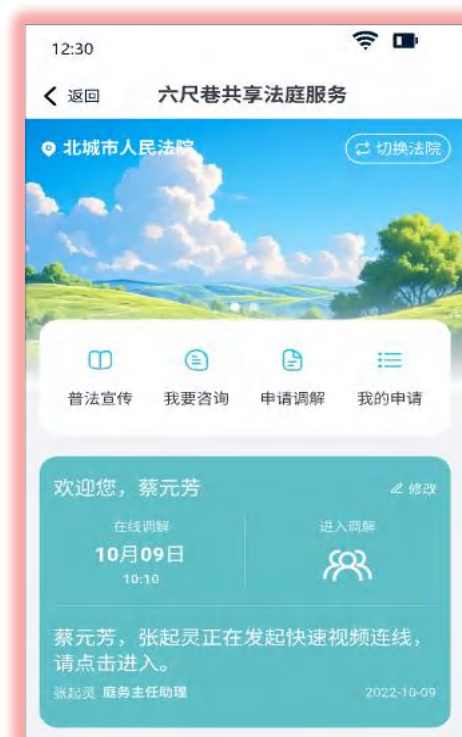 12:30
返回 六尺巷共享法庭服务
北城市人民法院 切换法院
普法宣传 我要咨询 申请调解 我的申请
欢迎您，蔡元芳 修改
在线调解 进入调解
10月09日
10:10
蔡元芳，张起灵正在发起快速视频连线，
请点击进入。
张起灵 庭务主任助理 2022-10-09